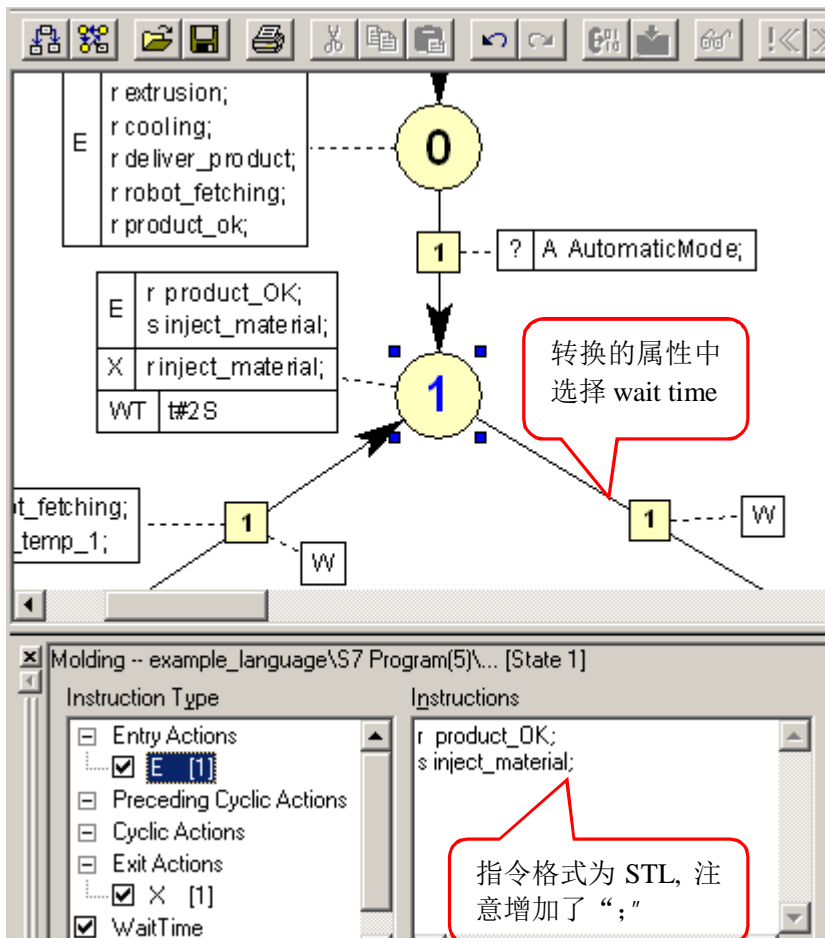 r extrusion;
r cooling;
E
r deliver_product;
r robot_fetching;
r product_ok;
0
1
? A AutomaticMode;
E
r product_OK;
s inject_material;
X r inject_material;
WT t#2S
1
转换的属性中
选择 wait time
t_fetching;
_temp_1;
1
W
1
W
Molding -- example_language\S7 Program(5)\... [State 1]
Instruction Type
Instructions
Entry Actions
E [1]
Preceding Cyclic Actions
Cyclic Actions
Exit Actions
X [1]
WaitTime
r product_OK;
s inject_material;
指令格式为 STL, 注
意增加了“;”